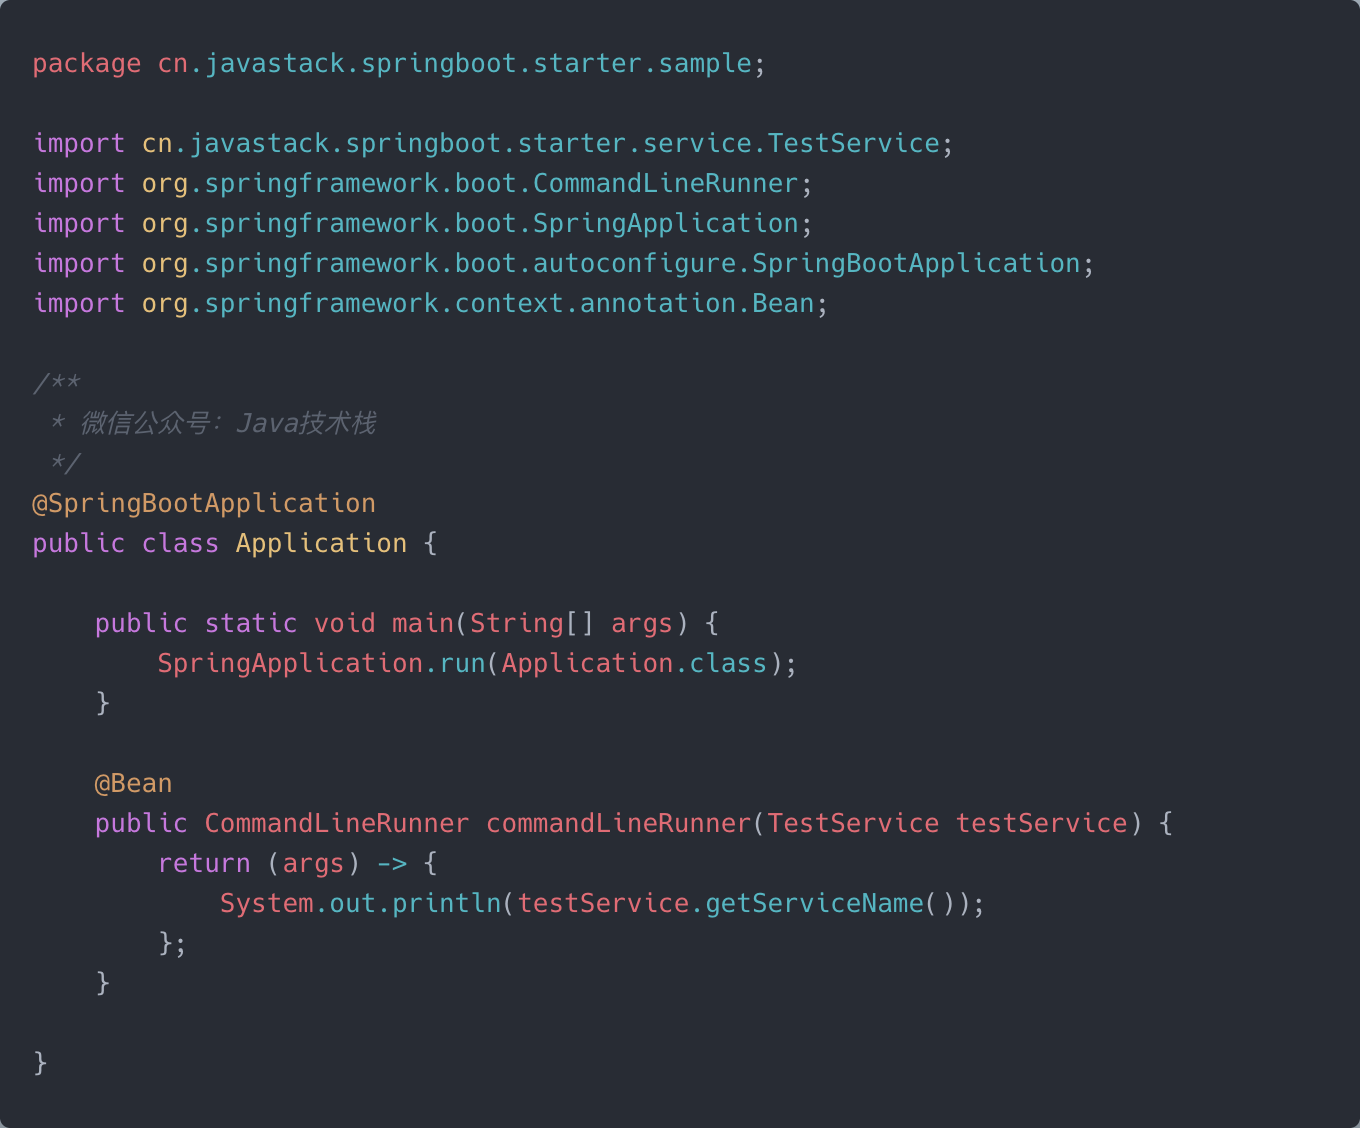 package cn.javastack.springboot.starter.sample;

import cn.javastack.springboot.starter.service.TestService;
import org.springframework.boot.CommandLineRunner;
import org.springframework.boot.SpringApplication;
import org.springframework.boot.autoconfigure.SpringBootApplication;
import org.springframework.context.annotation.Bean;

/**
 * 微信公众号：Java技术栈
 */
@SpringBootApplication
public class Application {

    public static void main(String[] args) {
        SpringApplication.run(Application.class);
    }

    @Bean
    public CommandLineRunner commandLineRunner(TestService testService) {
        return (args) -> {
            System.out.println(testService.getServiceName());
        };
    }

}